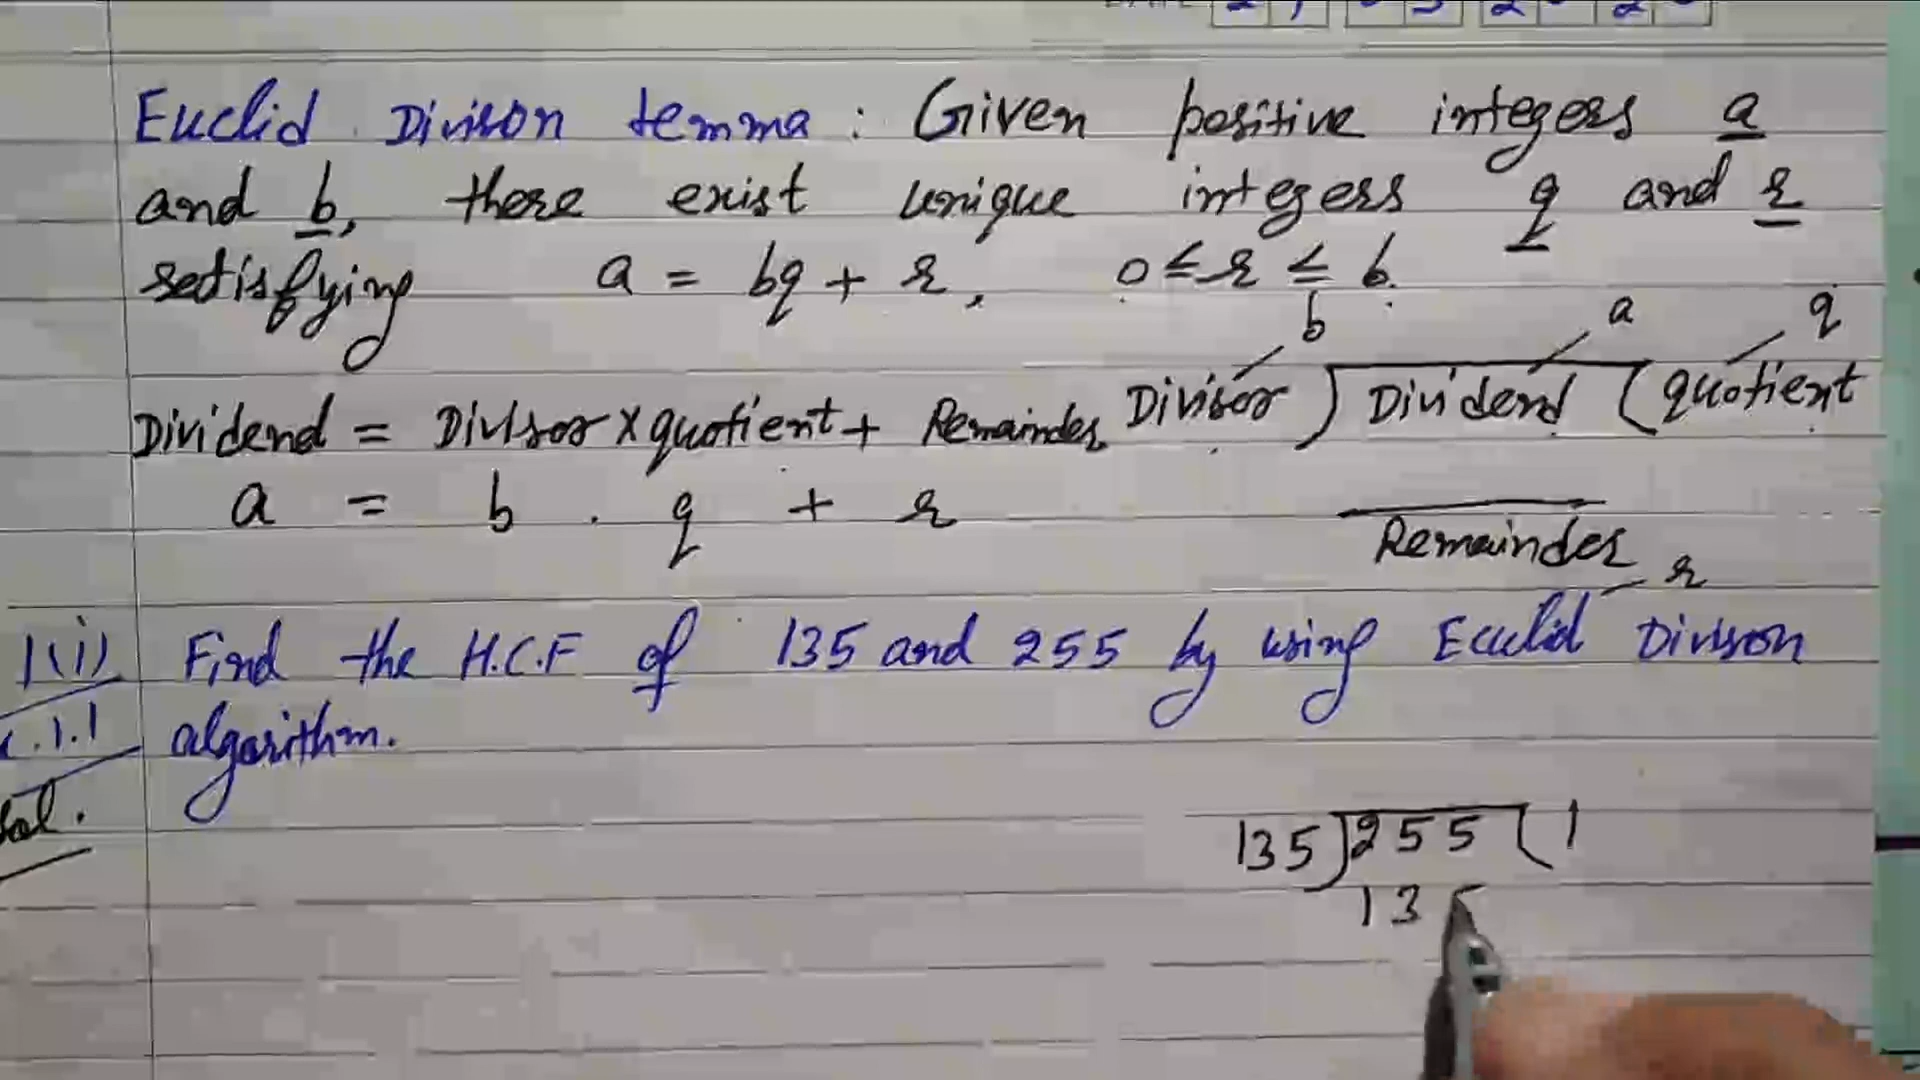 Euclid Divison Lemma : Given positive integers a
and b, there exist unique integers q and r
satisfying a = bq + r, 0 ≤ r ≤ b.
b a q
Dividend = Divisor × quotient + Remainder
Divisor ) Dividend ( quotient
a = b . q + r
Remainder
r
1(i) Find the H.C.F of 135 and 255 by using Euclid Divison
.1.1 algorithm.
Sol.
135 ) 255 ( 1
135